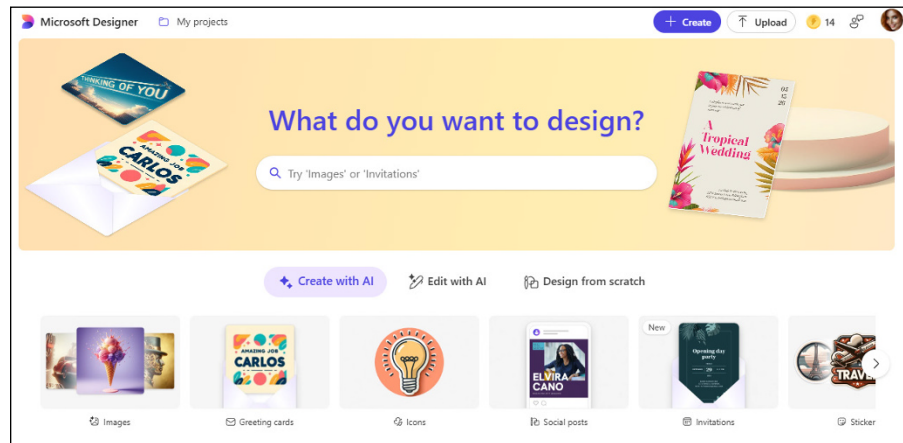 Microsoft Designer
My projects
Create
Upload
14
THINKING OF YOU
AMAZING JOB
CARLOS
What do you want to design?
Try 'Images' or 'Invitations'
A
Tropical
Wedding
Create with AI
Edit with AI
Design from scratch
AMAZING JOB
CARLOS
ELVIRA
CANO
New
Opening day
party
TRAV
Images
Greeting cards
Icons
Social posts
Invitations
Sticker